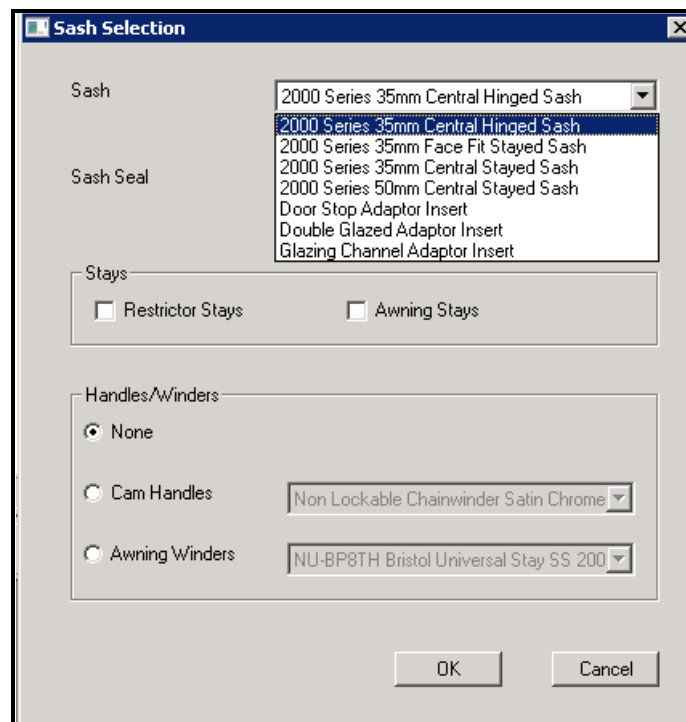 Sash Selection
Sash
2000 Series 35mm Central Hinged Sash
2000 Series 35mm Central Hinged Sash
2000 Series 35mm Face Fit Stayed Sash
2000 Series 35mm Central Stayed Sash
2000 Series 50mm Central Stayed Sash
Door Stop Adaptor Insert
Double Glazed Adaptor Insert
Glazing Channel Adaptor Insert
Sash Seal
Stays
Restrictor Stays
Awning Stays
Handles/Winders
None
Cam Handles
Non Lockable Chainwinder Satin Chrome
Awning Winders
NU-BP8TH Bristol Universal Stay SS 200
OK
Cancel